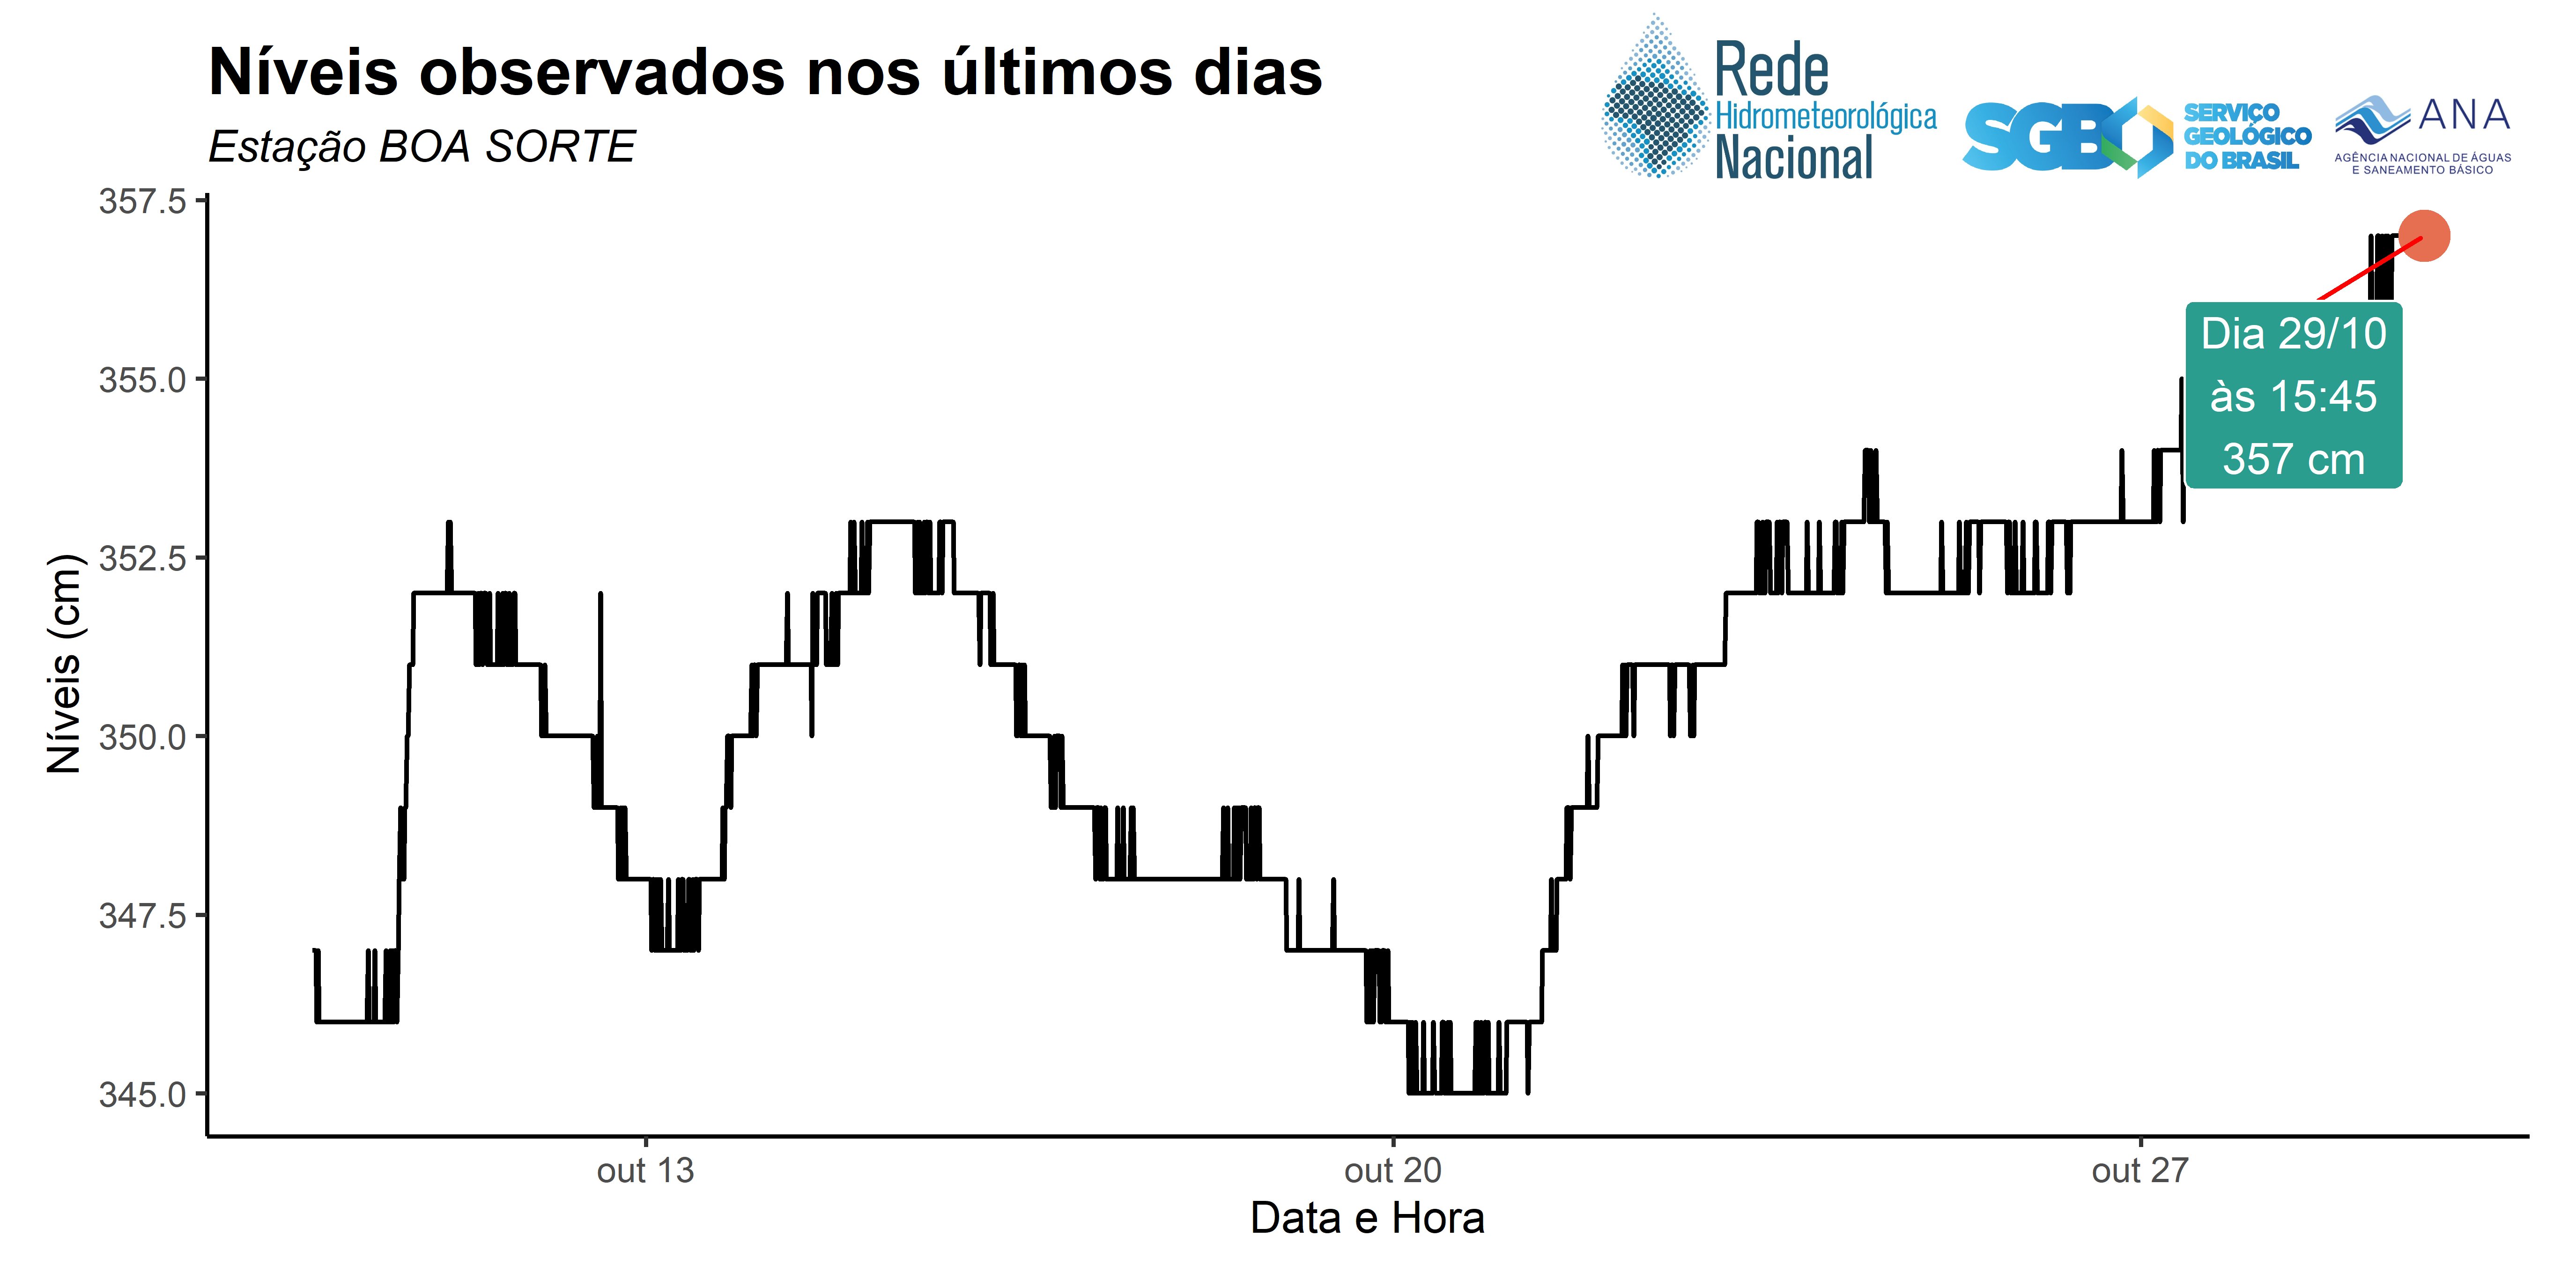 Níveis observados nos últimos dias
Estação BOA SORTE
Rede
Hidrometeorológica
Nacional
SGB
SERVIÇO
GEOLÓGICO
DO BRASIL
ANA
AGÊNCIA NACIONAL DE ÁGUAS
E SANEAMENTO BÁSICO
357.5
355.0
352.5
350.0
347.5
345.0
Níveis (cm)
Dia 29/10
às 15:45
357 cm
out 13
out 20
out 27
Data e Hora